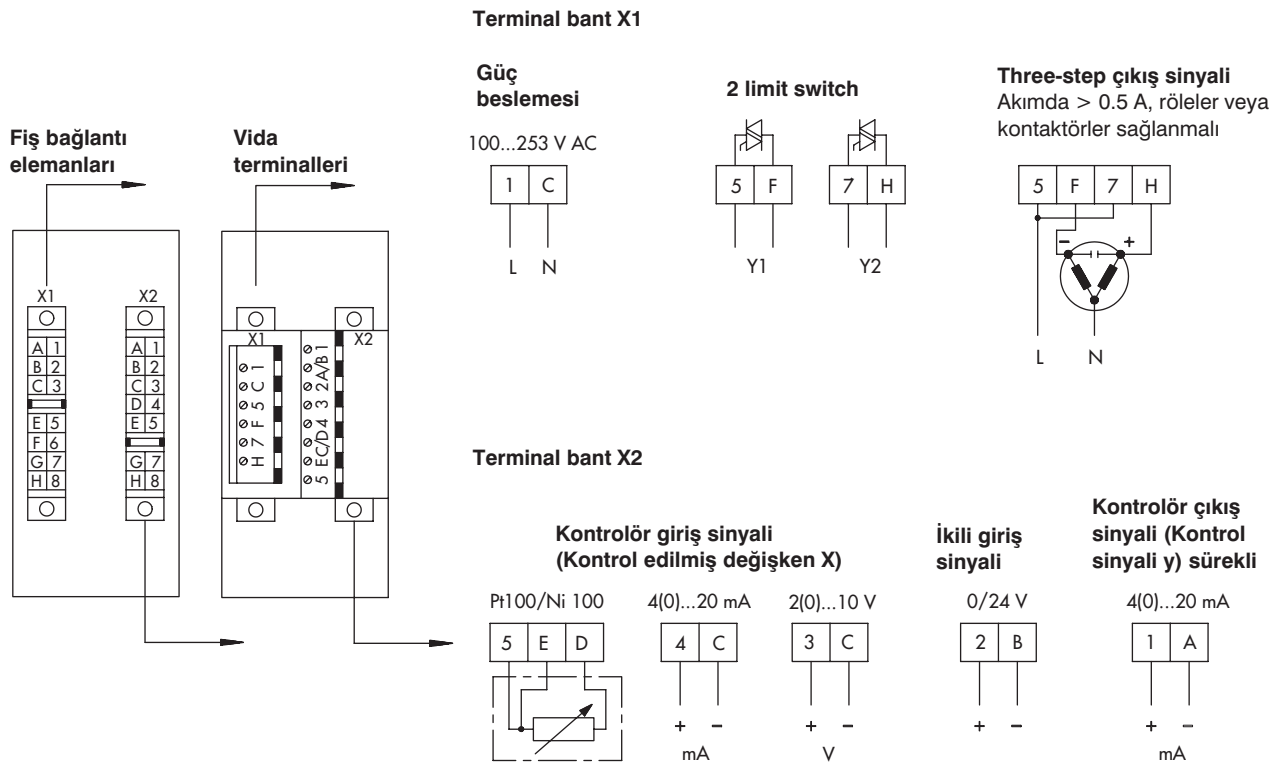 Terminal bant X1
Güç
beslemesi
100...253 V AC
1 C
L N
2 limit switch
5 F
7 H
Y1
Y2
Three-step çıkış sinyali
Akımda > 0.5 A, röleler veya
kontaktörler sağlanmalı
5 F 7 H
– +
L N
Fiş bağlantı
elemanları
X1 X2
A 1
B 2
C 3
E 5
F 6
G 7
H 8
A 1
B 2
C 3
D 4
E 5
G 7
H 8
Vida
terminalleri
X1 X2
H 7 F 5 C 1
5 EC/D4 3 2A/B1
Terminal bant X2
Kontrolör giriş sinyali
(Kontrol edilmiş değişken X)
Pt100/Ni 100
5 E D
4(0)...20 mA
4 C
+ –
mA
2(0)...10 V
3 C
+ –
V
İkili giriş
sinyali
0/24 V
2 B
+ –
Kontrolör çıkış
sinyali (Kontrol
sinyali y) sürekli
4(0)...20 mA
1 A
+ –
mA